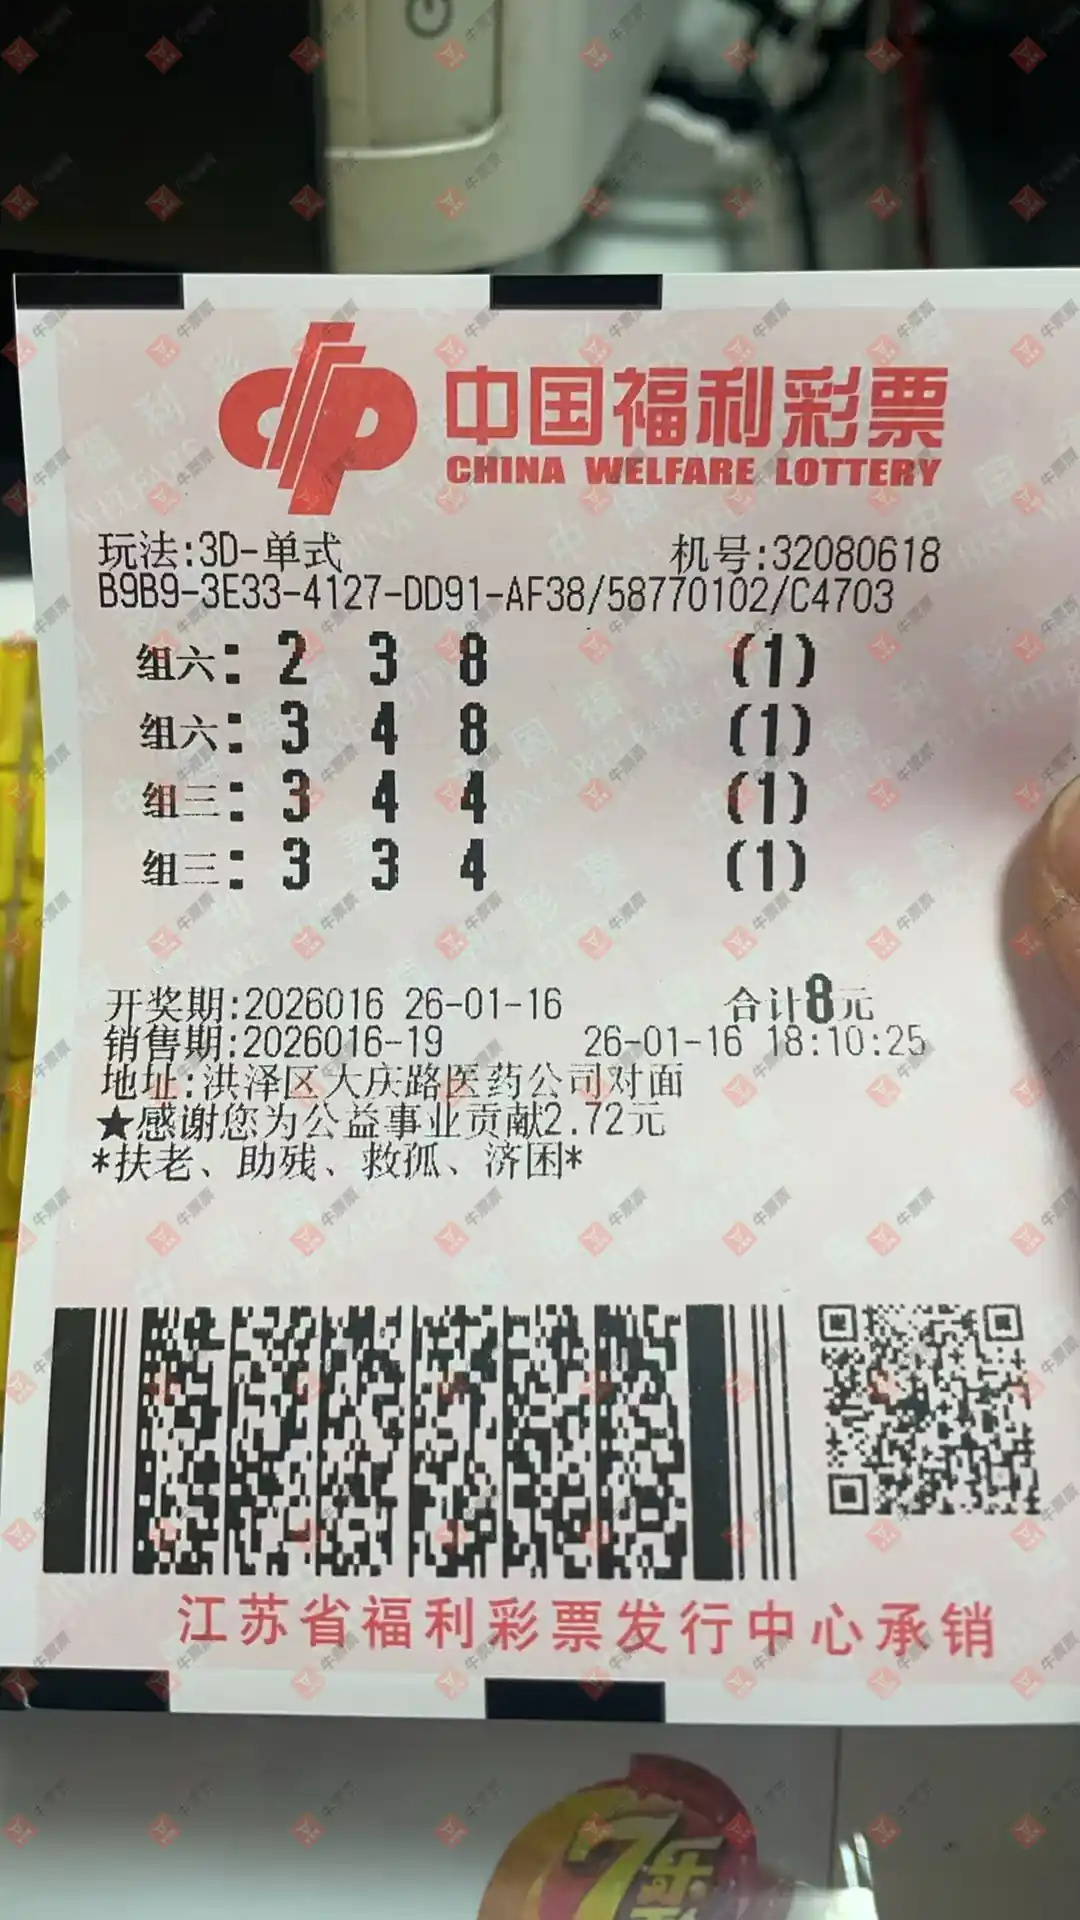 中国福利彩票
CHINA WELFARE LOTTERY
玩法:3D-单式 机号:32080618
B9B9-3E33-4127-DD91-AF38/58770102/C4703
组六: 2 3 8 (1)
组六: 3 4 8 (1)
组三: 3 4 4 (1)
组三: 3 3 4 (1)
开奖期:2026016 26-01-16 合计8元
销售期:2026016-19 26-01-16 18:10:25
地址:洪泽区大庆路医药公司对面
★感谢您为公益事业贡献2.72元
*扶老、助残、救孤、济困*
江苏省福利彩票发行中心承销
7乐
牛票票